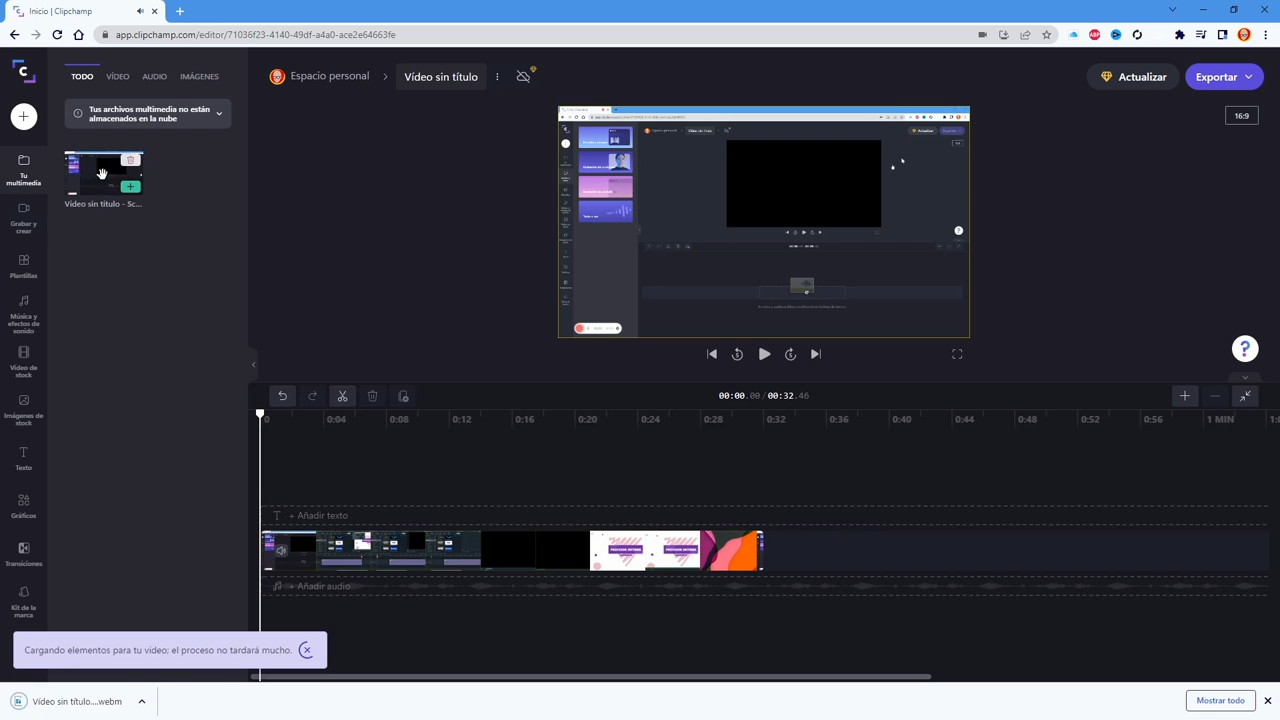 Inicio | Clipchamp
app.clipchamp.com/editor/71036f23-4140-49df-a4a0-ace2e64663fe
ABP
TODO VÍDEO AUDIO IMÁGENES
Tus archivos multimedia no están
almacenados en la nube
Vídeo sin título - Sc...
Tu
multimedia
Grabar y
crear
Plantillas
Música y
efectos de
sonido
Vídeo de
stock
Imágenes de
stock
Texto
Gráficos
Transiciones
Kit de la
marca
Espacio personal
Vídeo sin título
Actualizar
Exportar
16:9
?
00:00.00 / 00:32.46
0 0:04 0:08 0:12 0:16 0:20 0:24 0:28 0:32 0:36 0:40 0:44 0:48 0:52 0:56 1 MIN
T + Añadir texto
+ Añadir audio
Cargando elementos para tu vídeo; el proceso no tardará mucho.
Vídeo sin título....webm
Mostrar todo